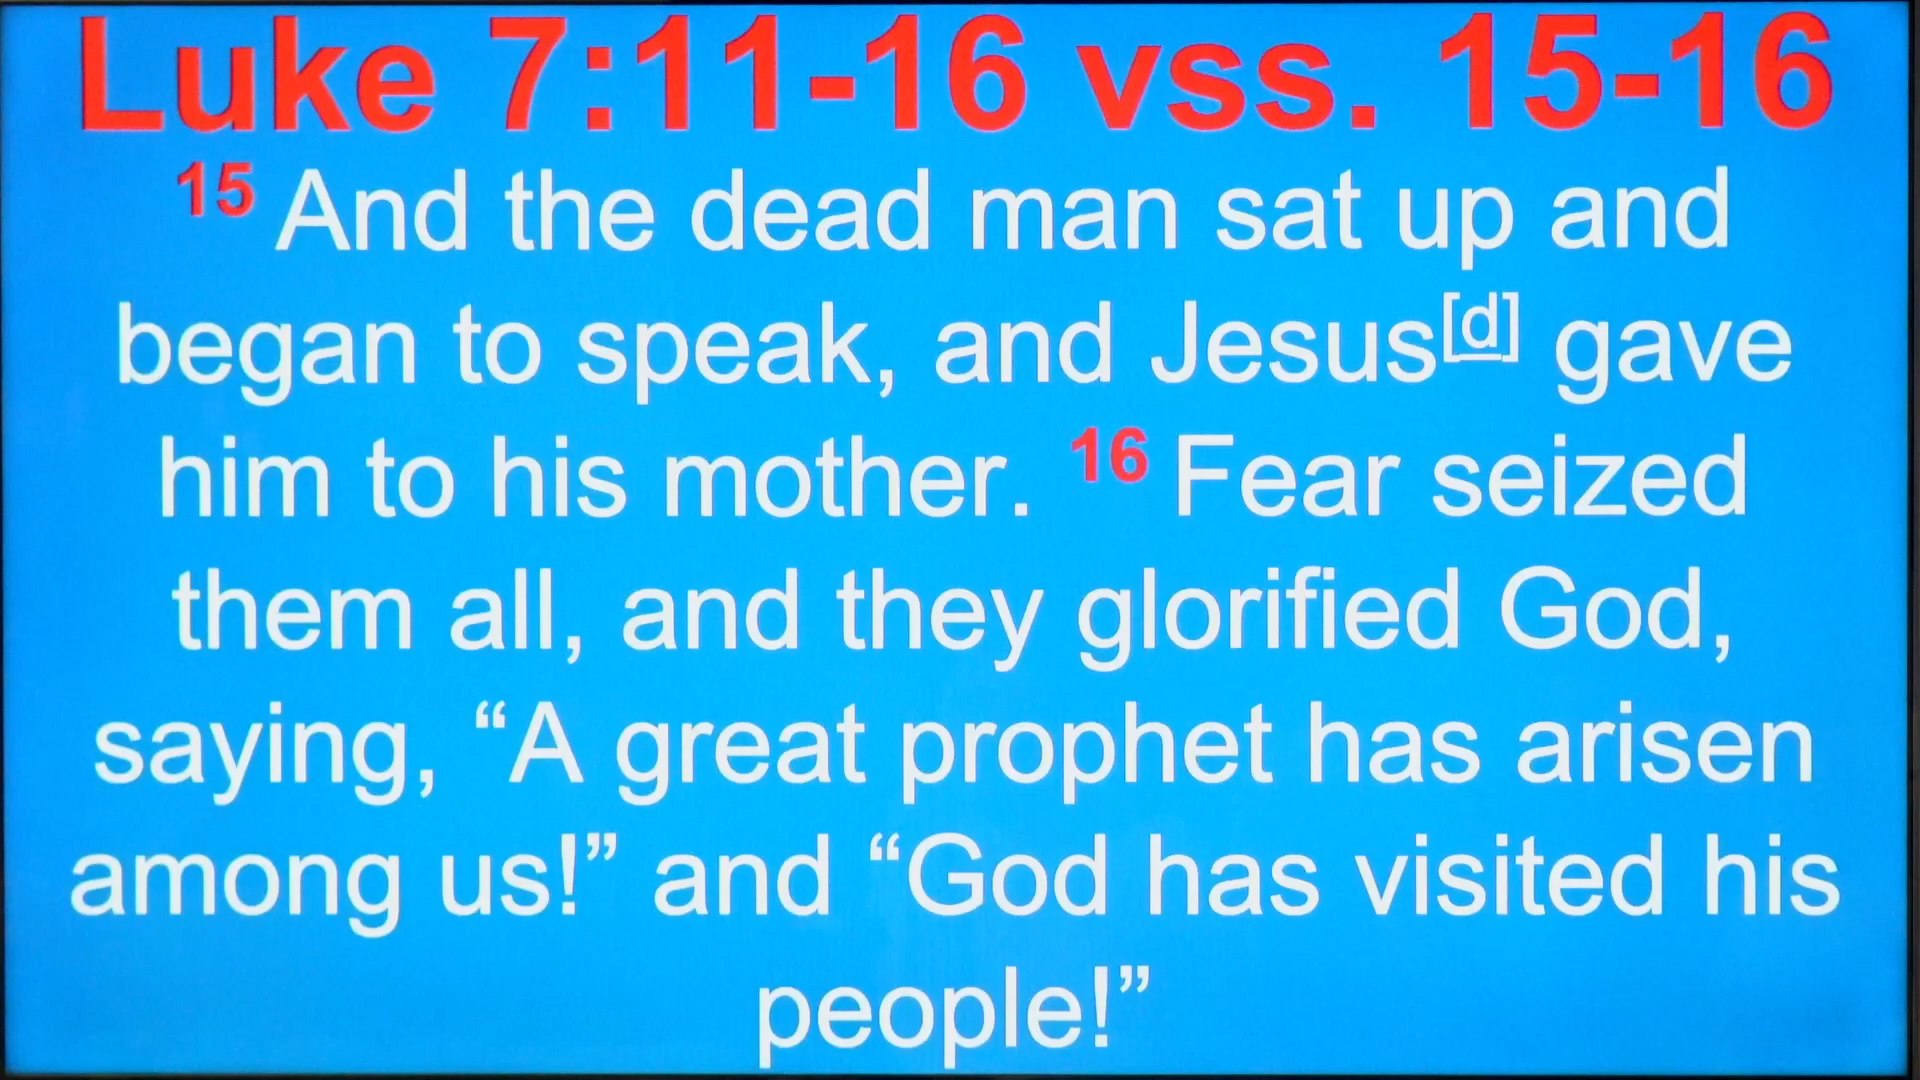 Luke 7:11-16 vss. 15-16
15 And the dead man sat up and
began to speak, and Jesus[d] gave
him to his mother. 16 Fear seized
them all, and they glorified God,
saying, “A great prophet has arisen
among us!” and “God has visited his
people!”